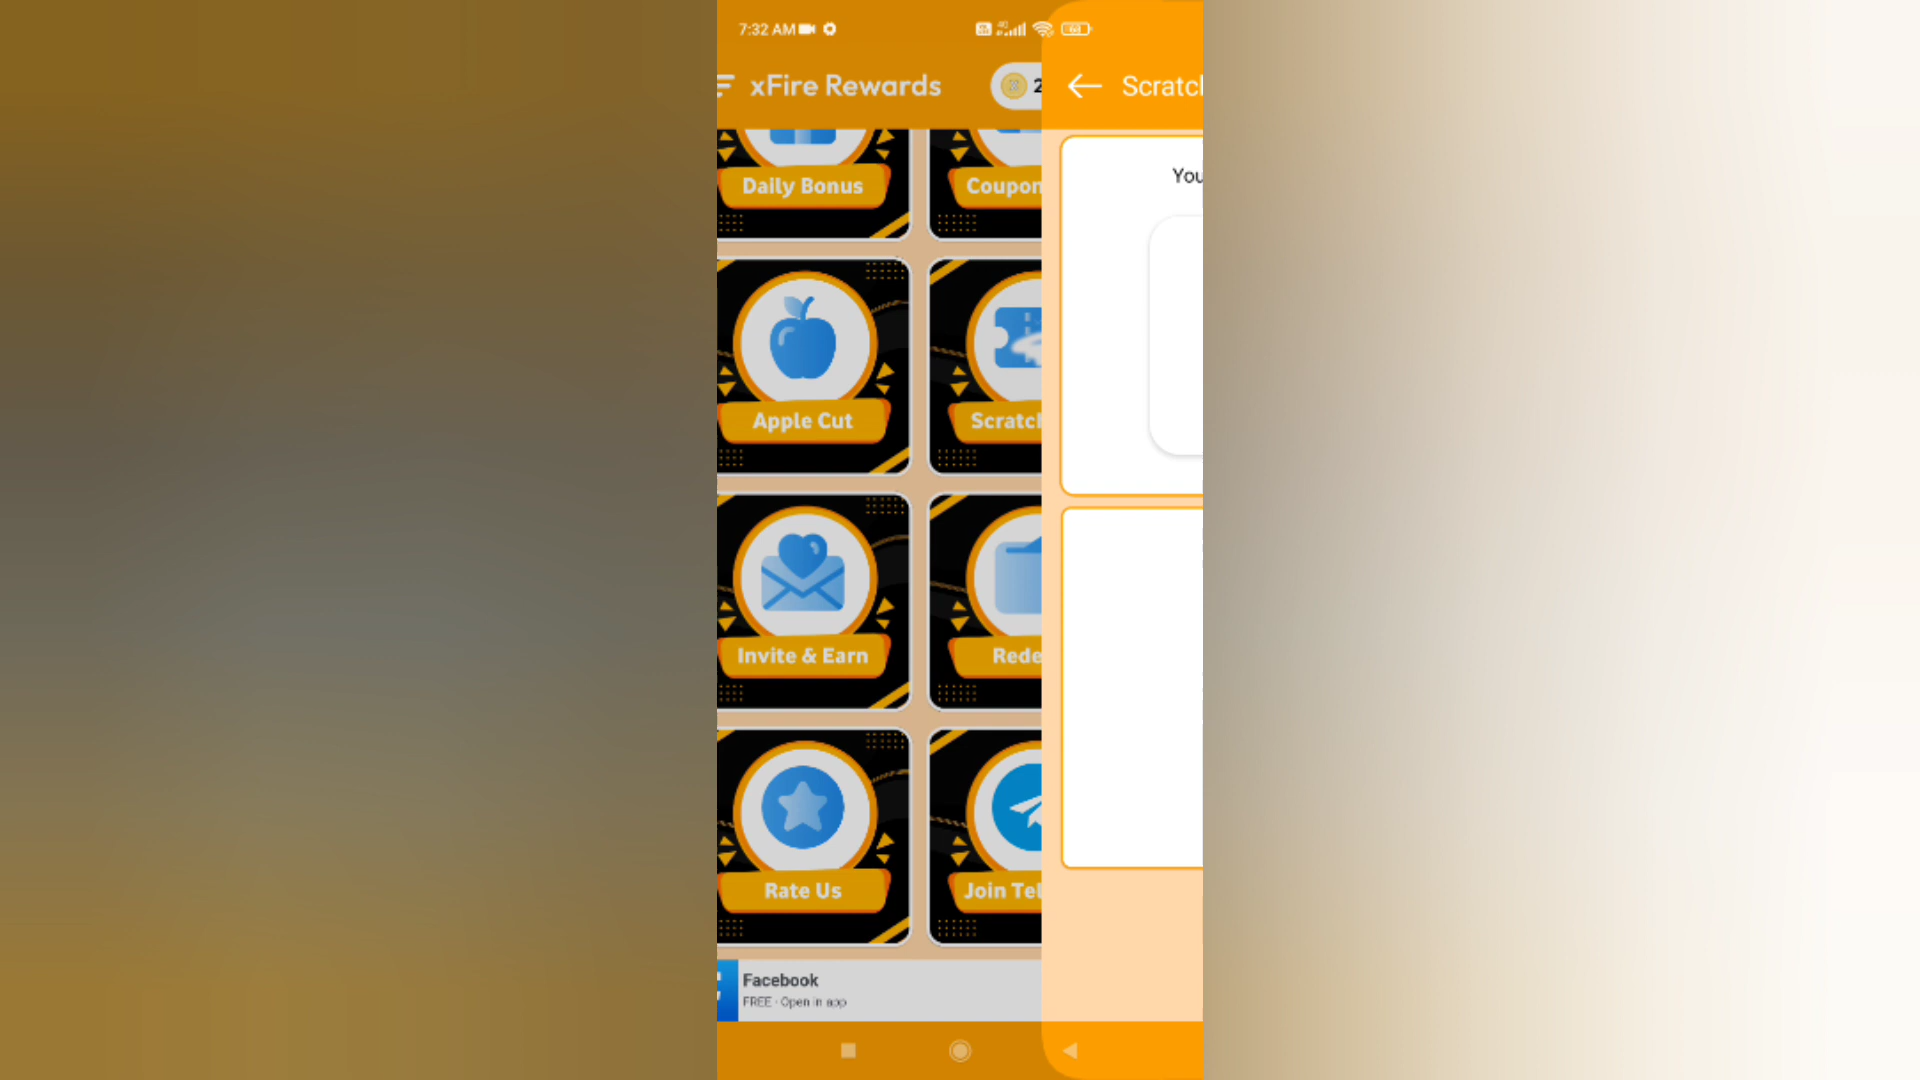 7:32 AM
xFire Rewards
2
Scratch
You
Daily Bonus
Coupon
Apple Cut
Scratch
Invite & Earn
Rede
Rate Us
Join Tel
Facebook
FREE · Open in app